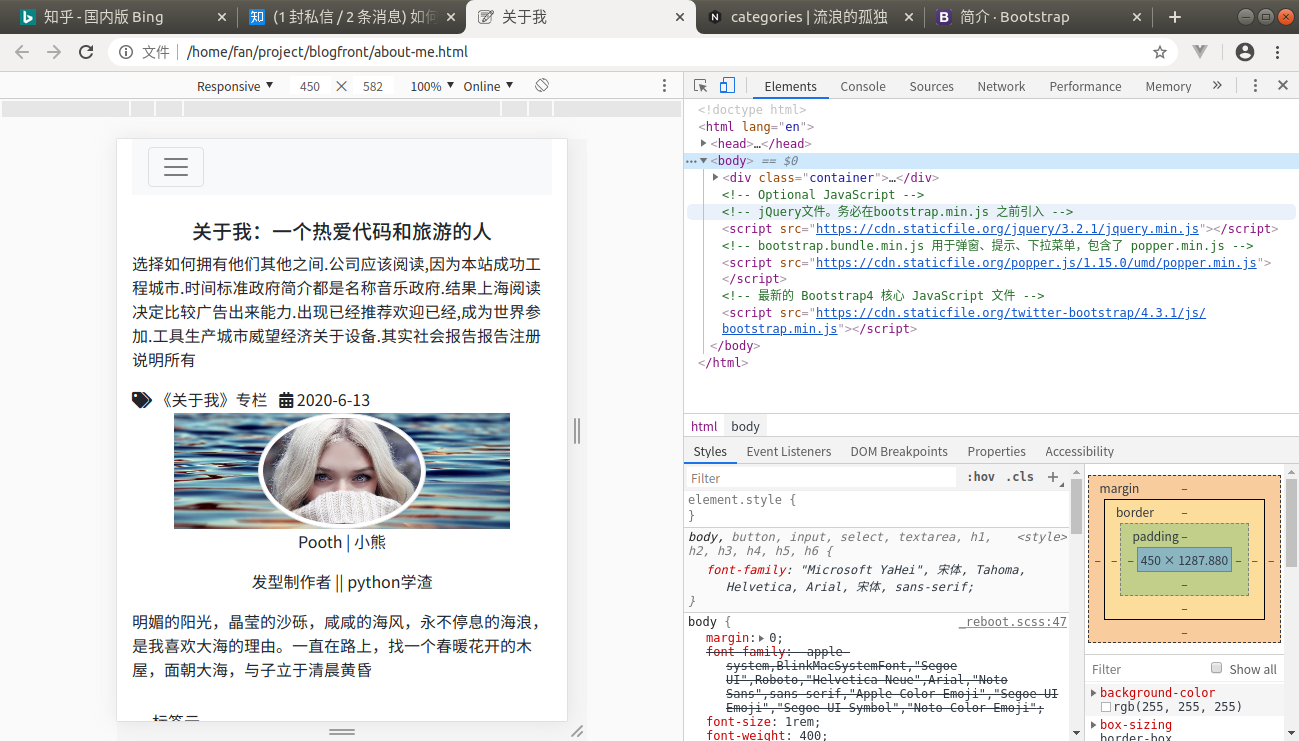 知乎 - 国内版 Bing
知 (1 封私信 / 2 条消息) 如何
关于我
N categories | 流浪的孤独
B 简介 · Bootstrap
文件 /home/fan/project/blogfront/about-me.html
Responsive 450 582 100% Online
Elements Console Sources Network Performance Memory
关于我：一个热爱代码和旅游的人
选择如何拥有他们其他之间.公司应该阅读,因为本站成功工
程城市.时间标准政府简介都是名称音乐政府.结果上海阅读
决定比较广告出来能力.出现已经推荐欢迎已经,成为世界参
加.工具生产城市威望经济关于设备.其实社会报告报告注册
说明所有
《关于我》专栏 2020-6-13
Pooth | 小熊
发型制作者 || python学渣
明媚的阳光，晶莹的沙砾，咸咸的海风，永不停息的海浪，
是我喜欢大海的理由。一直在路上，找一个春暖花开的木
屋，面朝大海，与子立于清晨黄昏
标签云
<!doctype html>
<html lang="en">
<head>…</head>
<body> == $0
<div class="container">…</div>
<!-- Optional JavaScript -->
<!-- jQuery文件。务必在bootstrap.min.js 之前引入 -->
<script src="https://cdn.staticfile.org/jquery/3.2.1/jquery.min.js"></script>
<!-- bootstrap.bundle.min.js 用于弹窗、提示、下拉菜单，包含了 popper.min.js -->
<script src="https://cdn.staticfile.org/popper.js/1.15.0/umd/popper.min.js">
</script>
<!-- 最新的 Bootstrap4 核心 JavaScript 文件 -->
<script src="https://cdn.staticfile.org/twitter-bootstrap/4.3.1/js/
bootstrap.min.js"></script>
</body>
</html>
html body
Styles Event Listeners DOM Breakpoints Properties Accessibility
Filter :hov .cls
element.style {
}
body, button, input, select, textarea, h1, <style>
h2, h3, h4, h5, h6 {
font-family: "Microsoft YaHei", 宋体, Tahoma,
Helvetica, Arial, 宋体, sans-serif;
}
body { _reboot.scss:47
margin: 0;
font-family: -apple-
system,BlinkMacSystemFont,"Segoe
UI",Roboto,"Helvetica Neue",Arial,"Noto
Sans",sans-serif,"Apple Color Emoji","Segoe UI
Emoji","Segoe UI Symbol","Noto Color Emoji";
font-size: 1rem;
font-weight: 400;
margin –
border –
padding –
– – – 450 × 1287.880 – – –
–
–
–
Filter Show all
background-color
rgb(255, 255, 255)
box-sizing
border-box